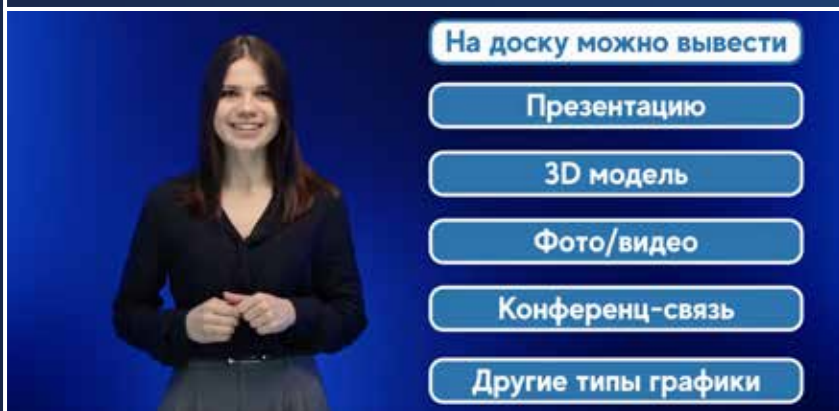 На доску можно вывести
Презентацию
3D модель
Фото/видео
Конференц-связь
Другие типы графики